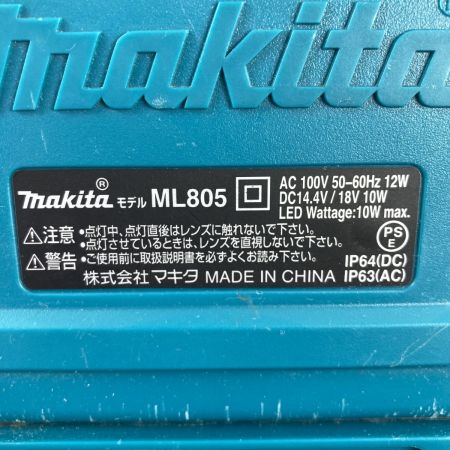 makita
makita® モデル ML805 AC 100V 50-60Hz 12W
DC14.4V / 18V 10W
LED Wattage:10W max.
⚠注意 •点灯中、点灯直後はレンズに触れないで下さい。
•点灯させているときは、レンズを直視しないで下さい。
⚠警告 •ご使用前に取扱説明書を必ずよくお読み下さい。
PSE
IP64(DC)
株式会社マキタ MADE IN CHINA IP63(AC)